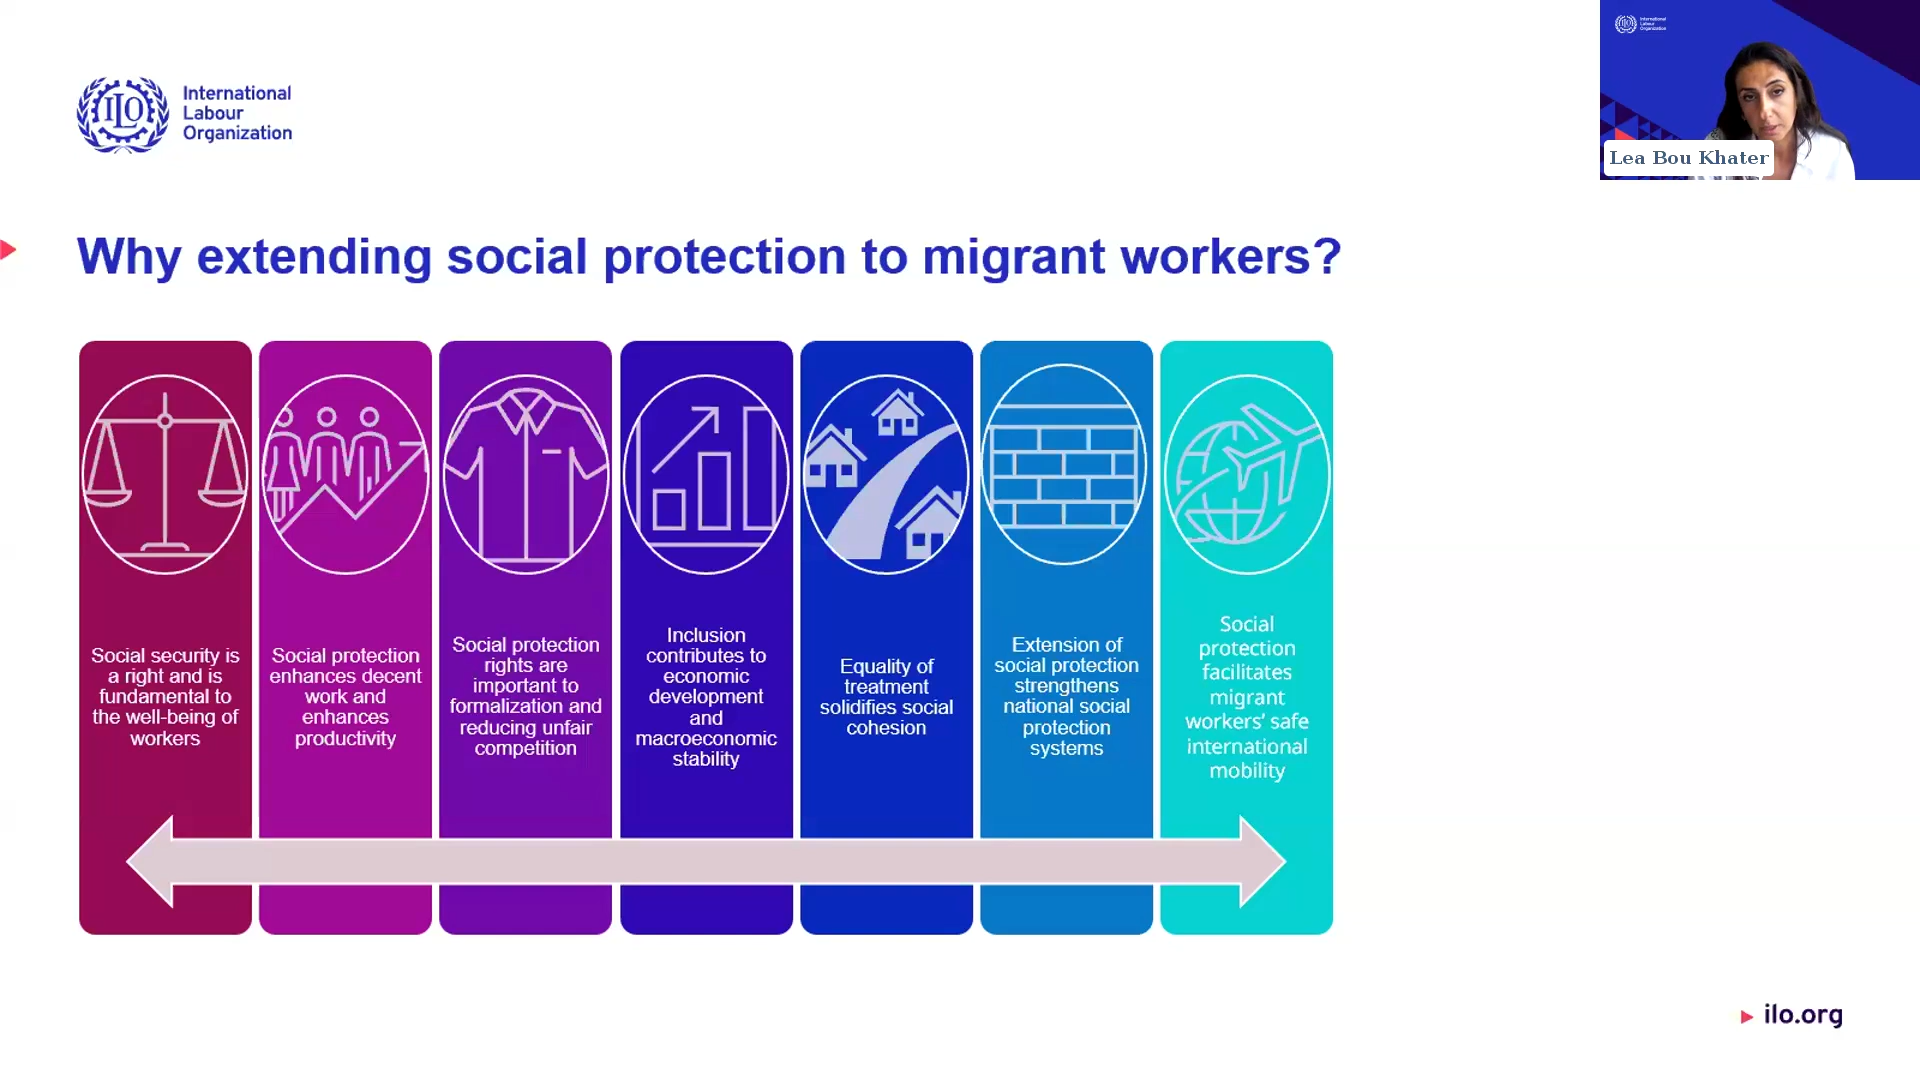 International
Labour
Organization
ILO
International
Labour
Organization
Lea Bou Khater
Why extending social protection to migrant workers?
Social security is
a right and is
fundamental to
the well-being of
workers
Social protection
enhances decent
work and
enhances
productivity
Social protection
rights are
important to
formalization and
reducing unfair
competition
Inclusion
contributes to
economic
development
and
macroeconomic
stability
Equality of
treatment
solidifies social
cohesion
Extension of
social protection
strengthens
national social
protection
systems
Social
protection
facilitates
migrant
workers’ safe
international
mobility
ilo.org